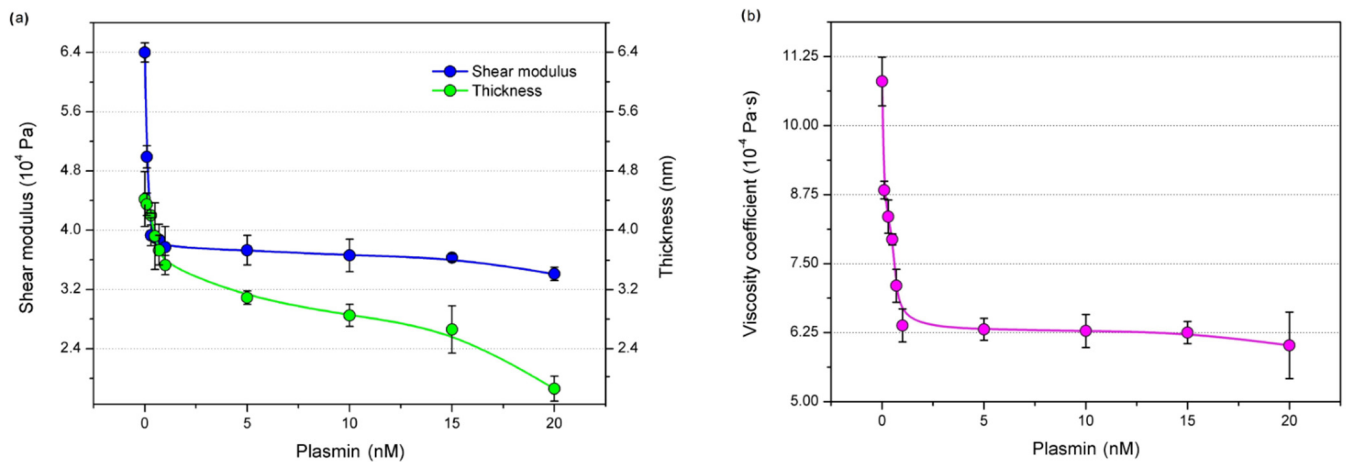 (a)
Shear modulus (10⁴ Pa)
6.4
5.6
4.8
4.0
3.2
2.4
Shear modulus
Thickness
6.4
5.6
4.8
4.0
3.2
2.4
Thickness (nm)
0 5 10 15 20
Plasmin (nM)
(b)
Viscosity coefficient (10⁻⁴ Pa·s)
11.25
10.00
8.75
7.50
6.25
5.00
0 5 10 15 20
Plasmin (nM)